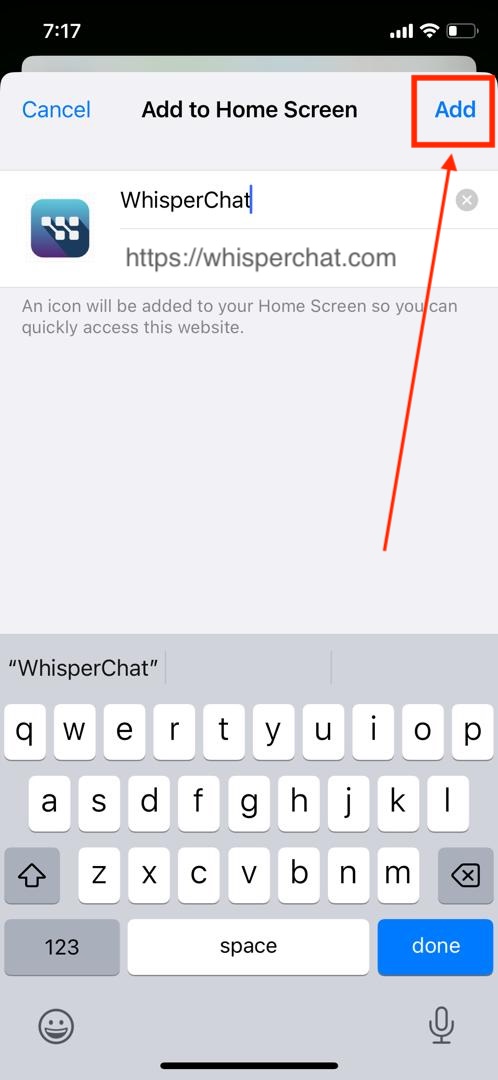 7:17
Cancel Add to Home Screen Add
WhisperChat
https://whisperchat.com
An icon will be added to your Home Screen so you can
quickly access this website.
“WhisperChat”
q w e r t y u i o p
a s d f g h j k l
z x c v b n m
123 space done